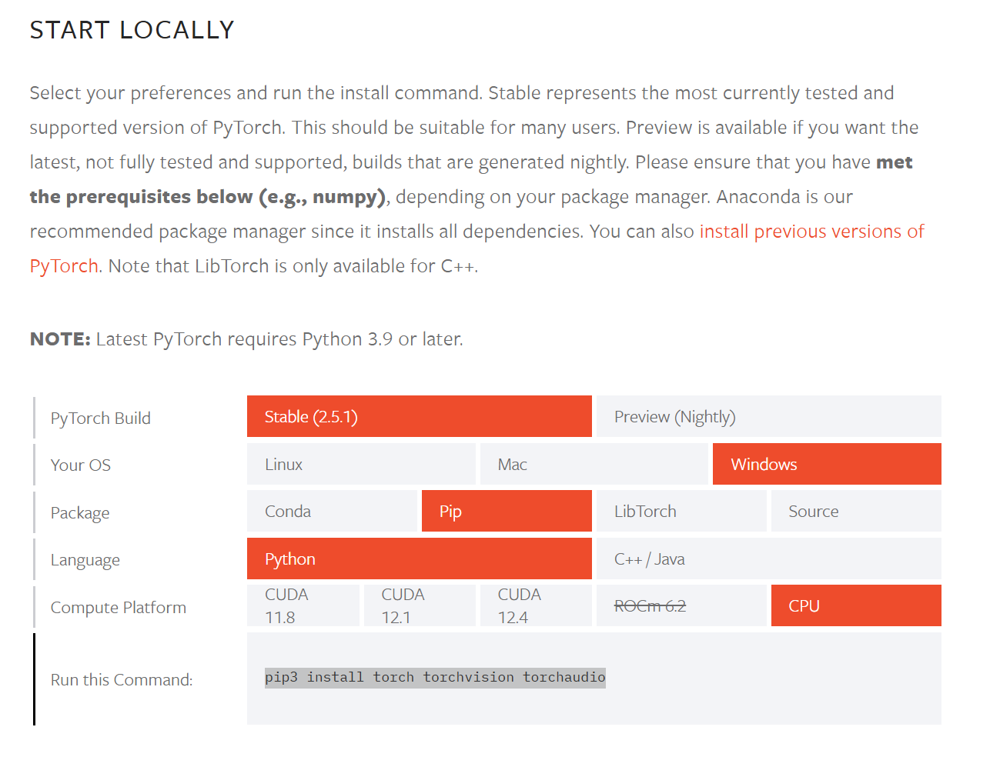 START LOCALLY
Select your preferences and run the install command. Stable represents the most currently tested and
supported version of PyTorch. This should be suitable for many users. Preview is available if you want the
latest, not fully tested and supported, builds that are generated nightly. Please ensure that you have met
the prerequisites below (e.g., numpy), depending on your package manager. Anaconda is our
recommended package manager since it installs all dependencies. You can also install previous versions of
PyTorch. Note that LibTorch is only available for C++.
NOTE: Latest PyTorch requires Python 3.9 or later.
PyTorch Build
Stable (2.5.1)
Preview (Nightly)
Your OS
Linux
Mac
Windows
Package
Conda
Pip
LibTorch
Source
Language
Python
C++ / Java
Compute Platform
CUDA
11.8
CUDA
12.1
CUDA
12.4
ROCm 6.2
CPU
Run this Command:
pip3 install torch torchvision torchaudio